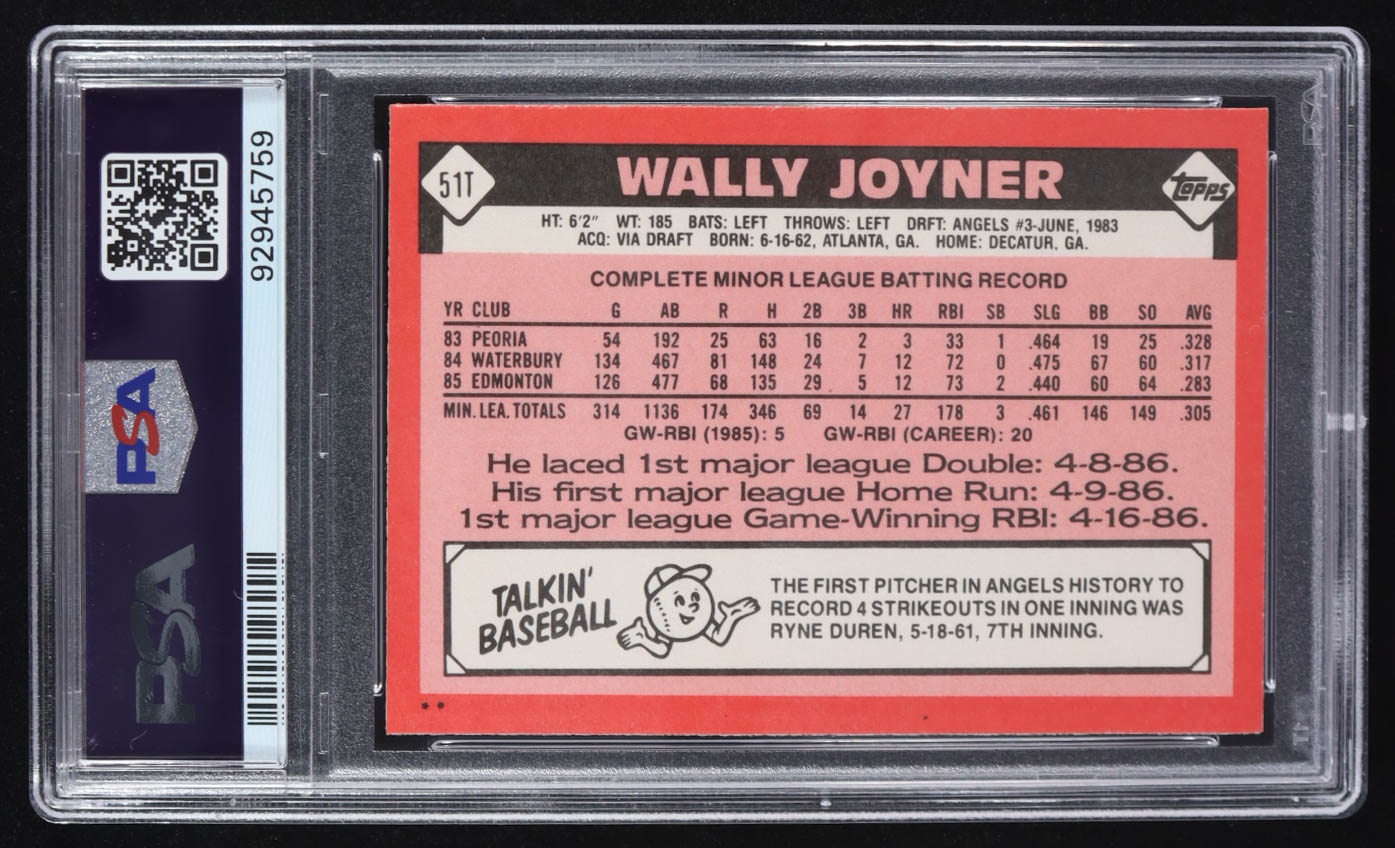 92945759
PSA
PSA
51T
WALLY JOYNER
topps
HT: 6'2" WT: 185 BATS: LEFT THROWS: LEFT DRFT: ANGELS #3-JUNE, 1983
ACQ: VIA DRAFT BORN: 6-16-62, ATLANTA, GA. HOME: DECATUR, GA.
COMPLETE MINOR LEAGUE BATTING RECORD
YR CLUB G AB R H 2B 3B HR RBI SB SLG BB SO AVG
83 PEORIA 54 192 25 63 16 2 3 33 1 .464 19 25 .328
84 WATERBURY 134 467 81 148 24 7 12 72 0 .475 67 60 .317
85 EDMONTON 126 477 68 135 29 5 12 73 2 .440 60 64 .283
MIN. LEA. TOTALS 314 1136 174 346 69 14 27 178 3 .461 146 149 .305
GW-RBI (1985): 5 GW-RBI (CAREER): 20
He laced 1st major league Double: 4-8-86.
His first major league Home Run: 4-9-86.
1st major league Game-Winning RBI: 4-16-86.
TALKIN'
BASEBALL
THE FIRST PITCHER IN ANGELS HISTORY TO
RECORD 4 STRIKEOUTS IN ONE INNING WAS
RYNE DUREN, 5-18-61, 7TH INNING.
**
PSA